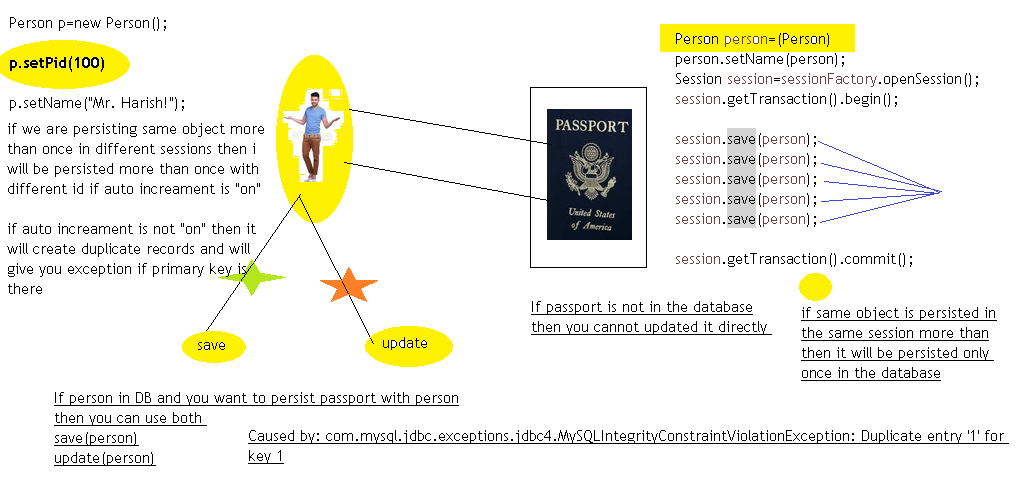 Person p=new Person();
p.setPid(100)
p.setName("Mr. Harish!");
if we are persisting same object more
than once in different sessions then i
will be persisted more than once with
different id if auto increament is "on"
if auto increament is not "on" then it
will create duplicate records and will
give you exception if primary key is
there
save
update
If person in DB and you want to persist passport with person
then you can use both
save(person)
update(person)
PASSPORT
United States
of America
If passport is not in the database
then you cannot updated it directly
Person person=(Person)
person.setName(person);
Session session=sessionFactory.openSession();
session.getTransaction().begin();
session.save(person);
session.save(person);
session.save(person);
session.save(person);
session.save(person);
session.getTransaction().commit();
if same object is persisted in
the same session more than
then it will be persisted only
once in the database
Caused by: com.mysql.jdbc.exceptions.jdbc4.MySQLIntegrityConstraintViolationException: Duplicate entry '1' for
key 1